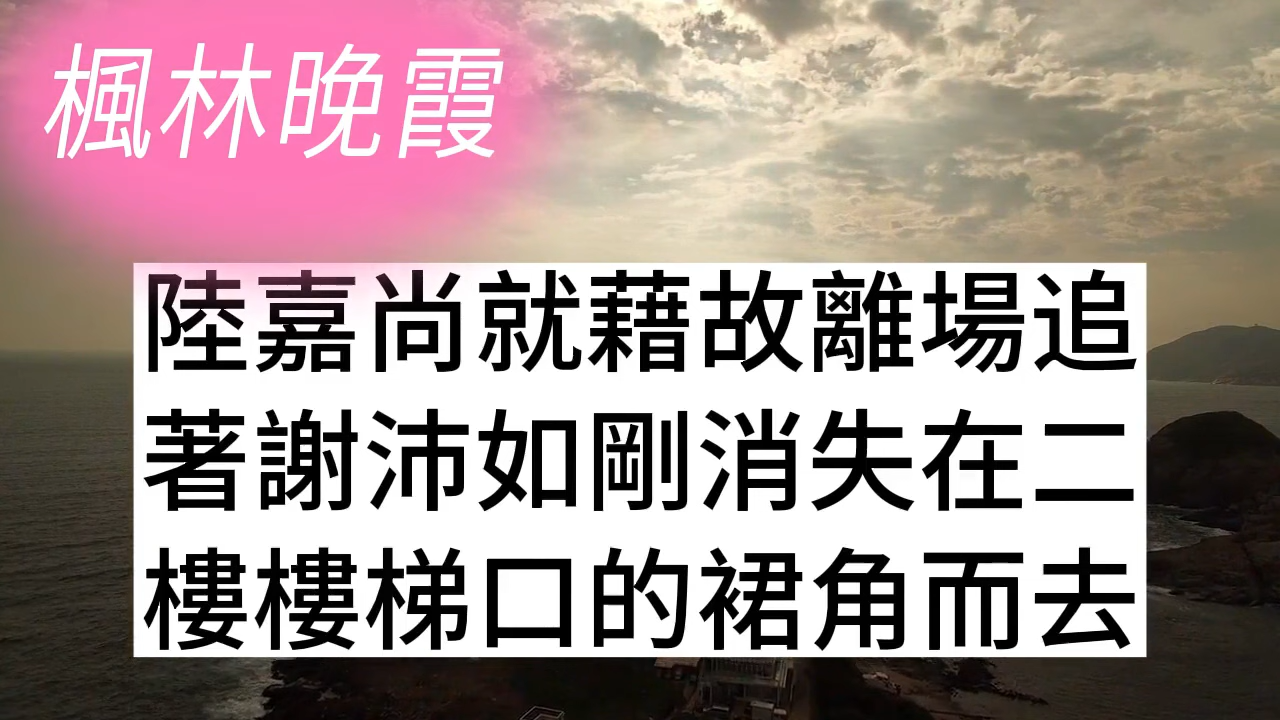 楓林晚霞
陸嘉尚就藉故離場追
著謝沛如剛消失在二
樓樓梯口的裙角而去